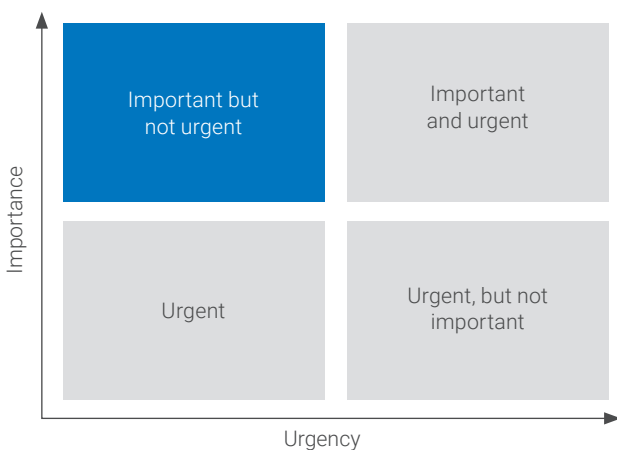 Important but
not urgent
Important
and urgent
Importance
Urgent
Urgent, but not
important
Urgency